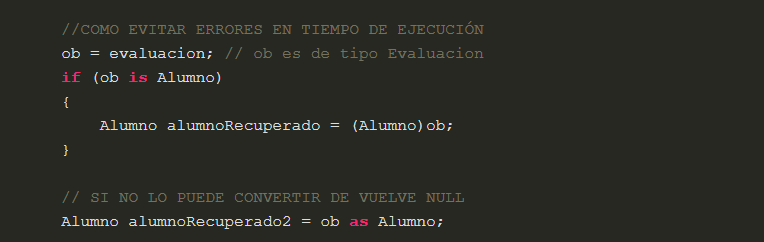 //COMO EVITAR ERRORES EN TIEMPO DE EJECUCIÓN
ob = evaluacion; // ob es de tipo Evaluacion
if (ob is Alumno)
{
Alumno alumnoRecuperado = (Alumno)ob;
}
// SI NO LO PUEDE CONVERTIR DE VUELVE NULL
Alumno alumnoRecuperado2 = ob as Alumno;